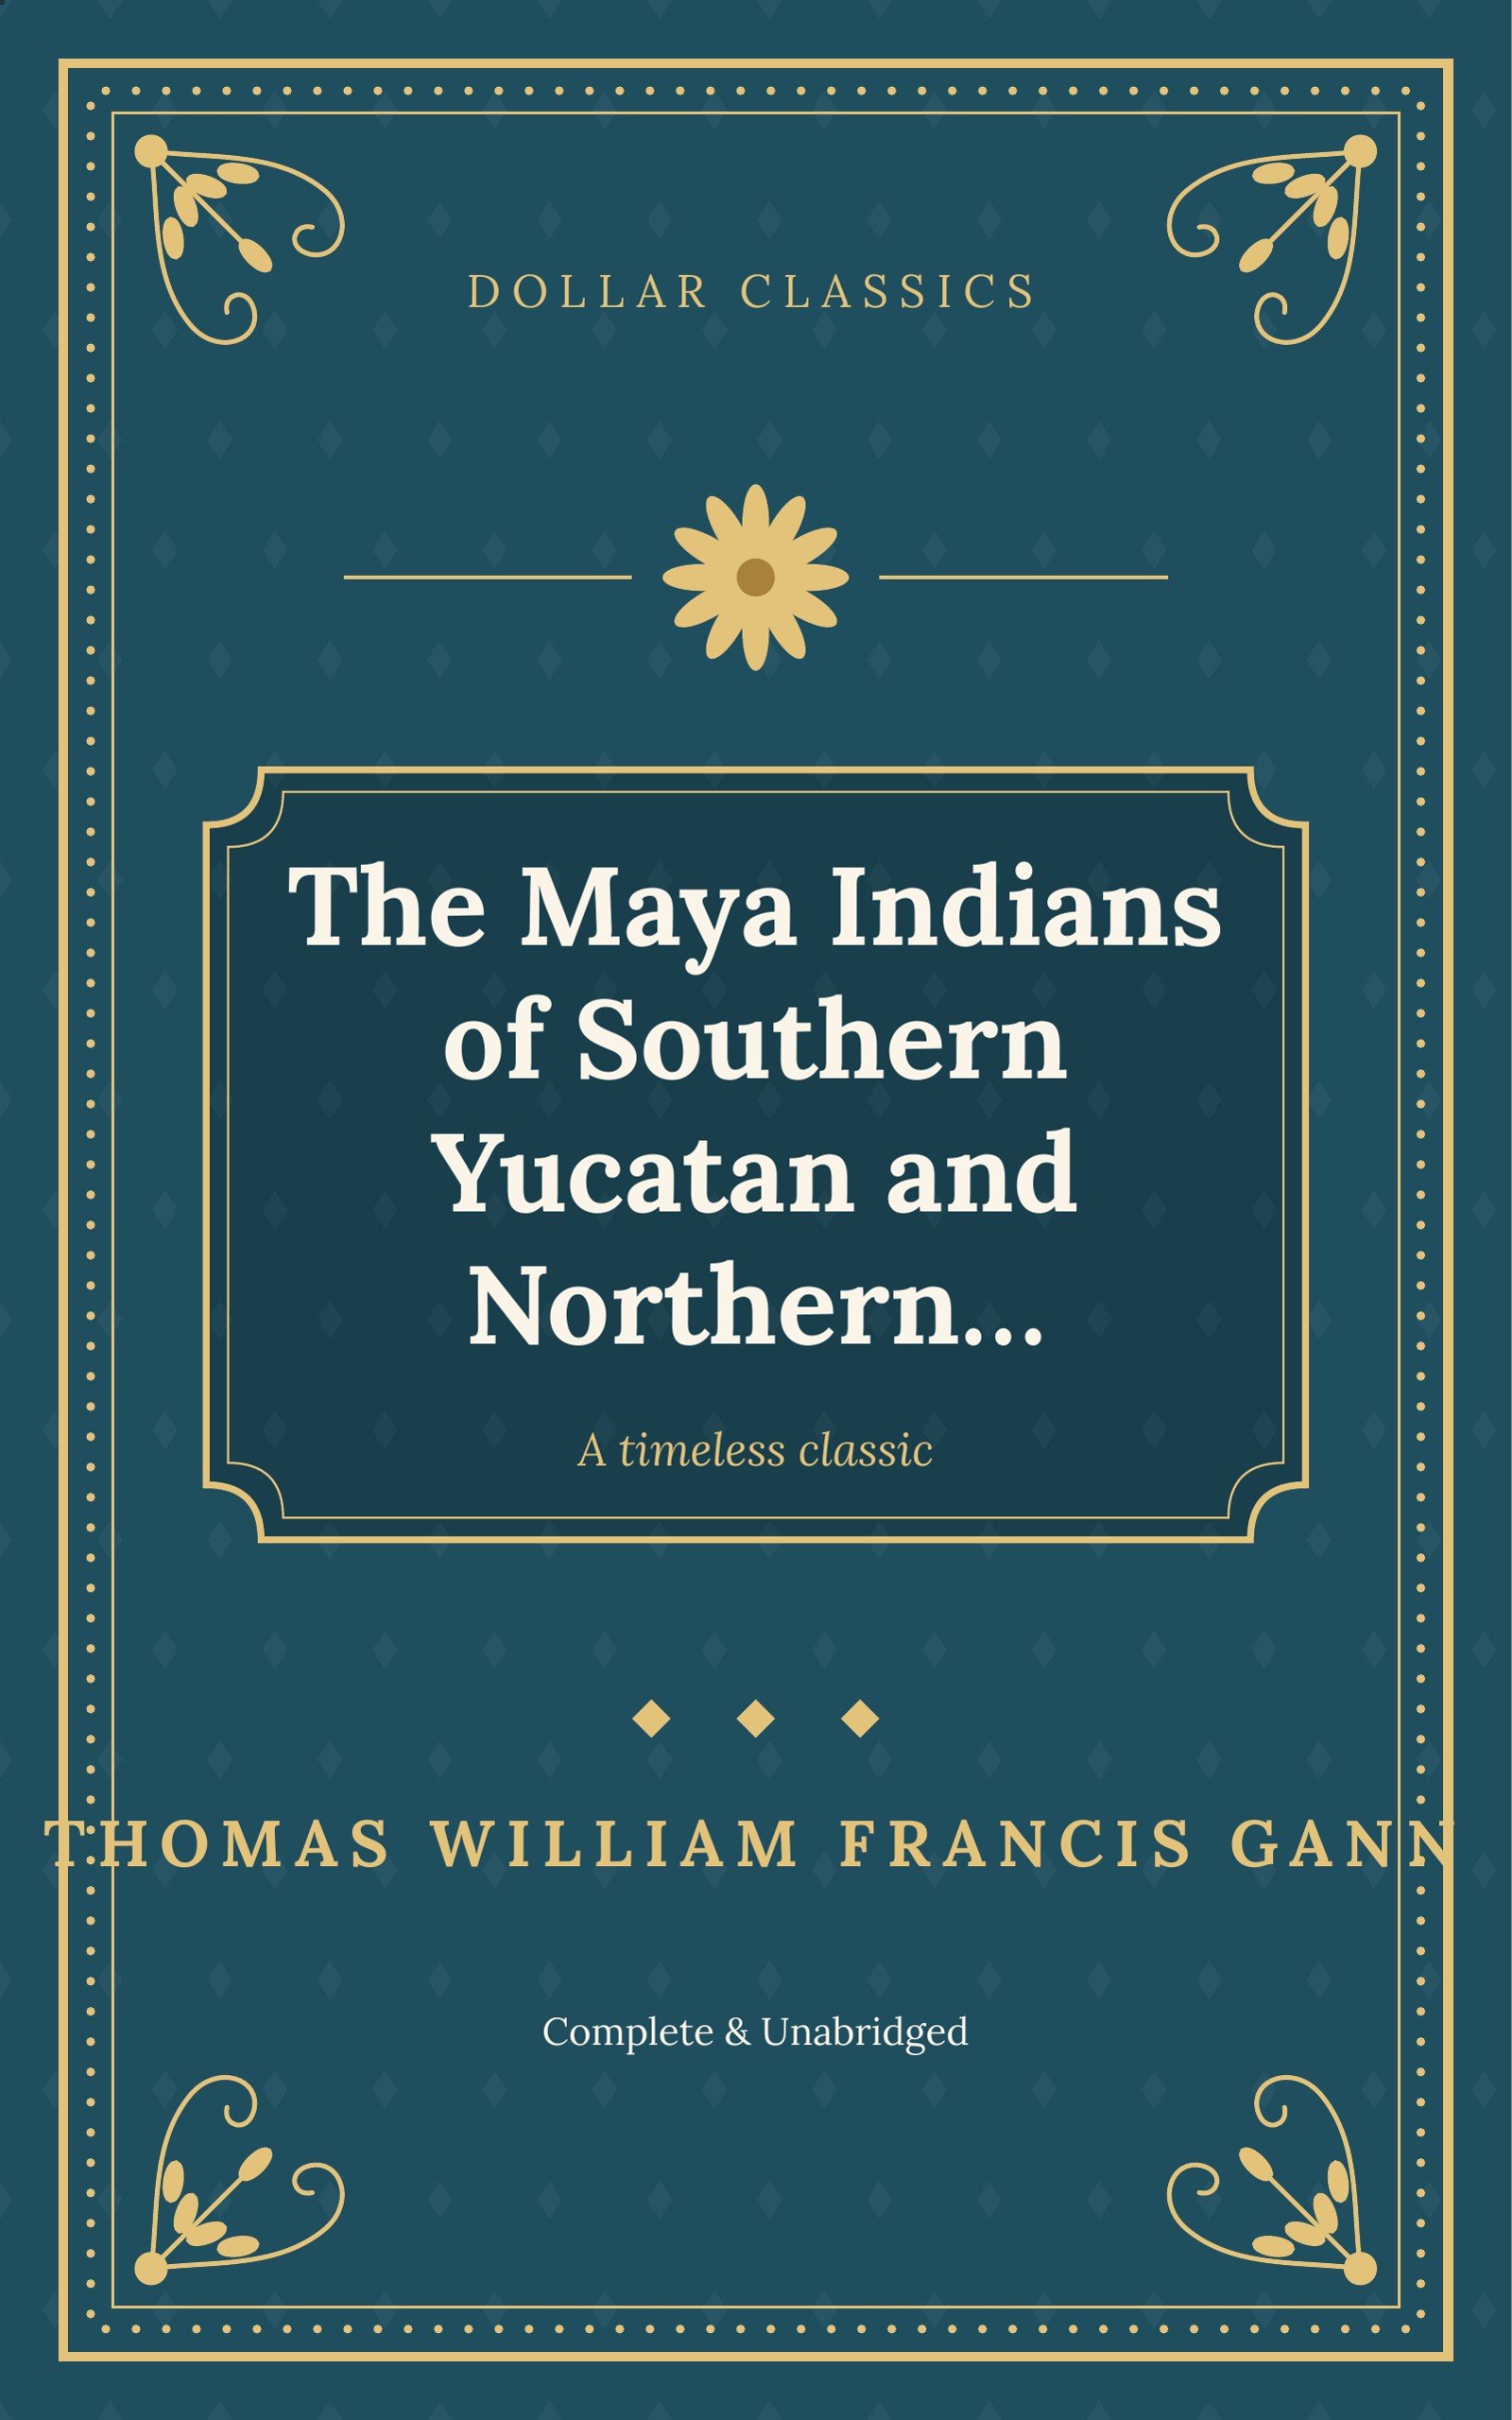 DOLLAR CLASSICS
The Maya Indians
of Southern
Yucatan and
Northern...
A timeless classic
THOMAS WILLIAM FRANCIS GANN
Complete & Unabridged